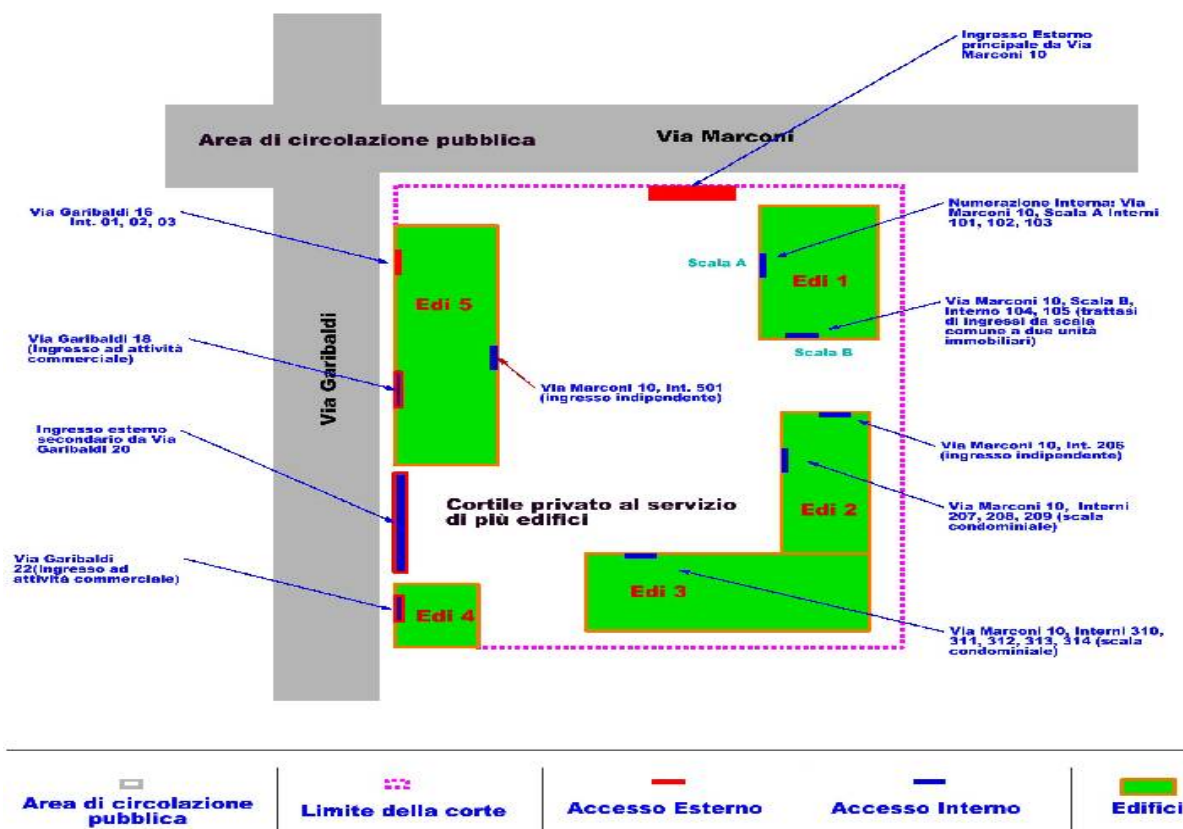 Ingresso Esterno
principale da Via
Marconi 10
Area di circolazione pubblica
Via Marconi
Via Garibaldi 16
Int. 01, 02, 03
Numerazione Interna: Via
Marconi 10, Scala A Interni
101, 102, 103
Scala A
Edi 1
Edi 5
Via Marconi 10, Scala B,
Interno 104, 105 (trattasi
di ingressi da scala
comune a due unità
immobiliari)
Via Garibaldi 18
(Ingresso ad attività
commerciale)
Via Garibaldi
Scala B
Via Marconi 10, Int. 501
(ingresso indipendente)
Ingresso esterno
secondario da Via
Garibaldi 20
Via Marconi 10, Int. 206
(ingresso indipendente)
Cortile privato al servizio
di più edifici
Edi 2
Via Marconi 10, Interni
207, 208, 209 (scala
condominiale)
Via Garibaldi
22(Ingresso ad
attività commerciale)
Edi 4
Edi 3
Via Marconi 10, Interni 310,
311, 312, 313, 314 (scala
condominiale)
Area di circolazione
pubblica
Limite della corte
Accesso Esterno
Accesso Interno
Edifici